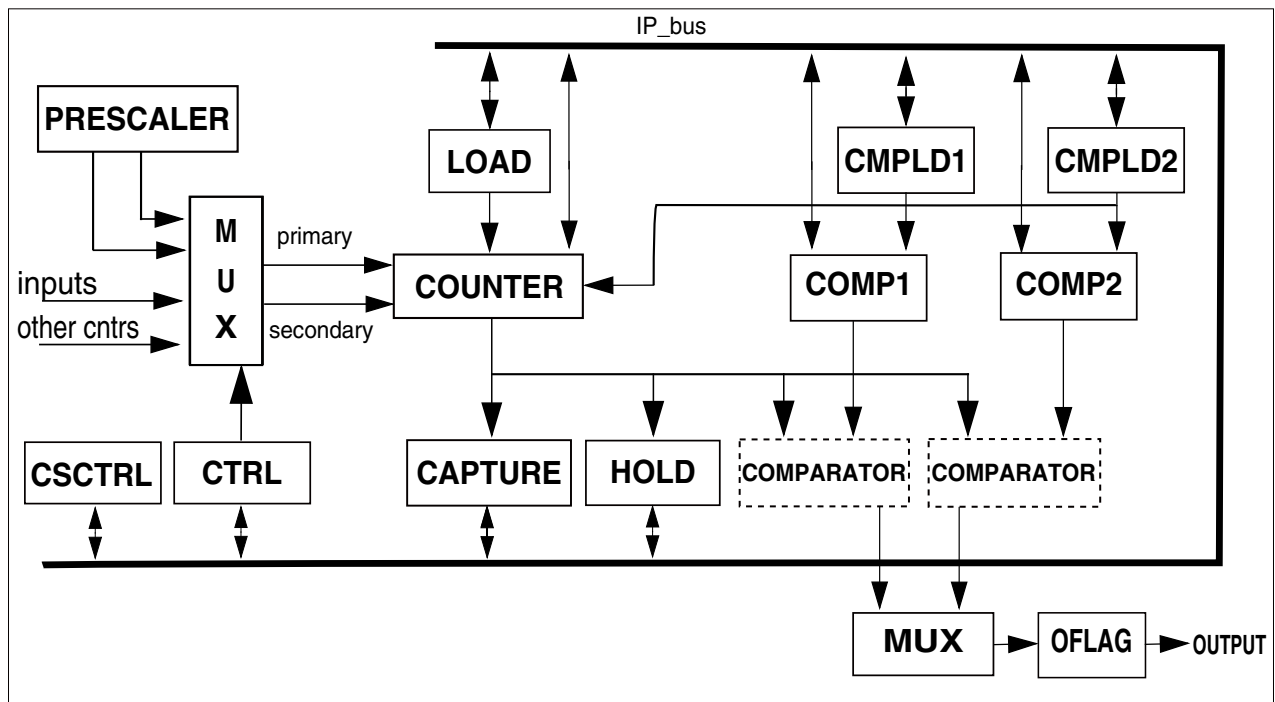 IP_bus
PRESCALER
LOAD
CMPLD1
CMPLD2
M
U
X
primary
secondary
inputs
other cntrs
COUNTER
COMP1
COMP2
CSCTRL
CTRL
CAPTURE
HOLD
COMPARATOR
COMPARATOR
MUX
OFLAG
OUTPUT